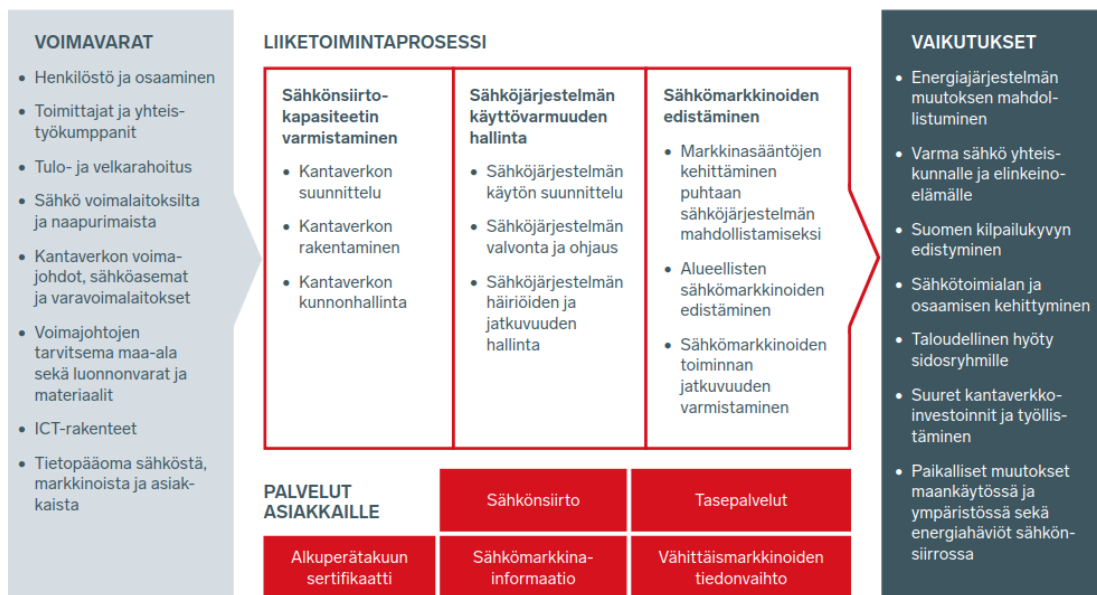 VOIMAVARAT
• Henkilöstö ja osaaminen
• Toimittajat ja yhteis-
työkumppanit
• Tulo- ja velkarahoitus
• Sähkö voimalaitoksilta
ja naapurimaista
• Kantaverkon voima-
johdot, sähköasemat
ja varavoimalaitokset
• Voimajohtojen
tarvitsema maa-ala
sekä luonnonvarat ja
materiaalit
• ICT-rakenteet
• Tietopääoma sähköstä,
markkinoista ja asiak-
kaista
LIIKETOIMINTAPROSESSI
Sähkönsiirto-
kapasiteetin
varmistaminen
• Kantaverkon
suunnittelu
• Kantaverkon
rakentaminen
• Kantaverkon
kunnonhallinta
Sähköjärjestelmän
käyttövarmuuden
hallinta
• Sähköjärjestelmän
käytön suunnittelu
• Sähköjärjestelmän
valvonta ja ohjaus
• Sähköjärjestelmän
häiriöiden ja
jatkuvuuden
hallinta
Sähkömarkkinoiden
edistäminen
• Markkinasääntöjen
kehittäminen
puhtaan
sähköjärjestelmän
mahdollistamiseksi
• Alueellisten
sähkömarkkinoiden
edistäminen
• Sähkömarkkinoiden
toiminnan
jatkuvuuden
varmistaminen
PALVELUT
ASIAKKAILLE
Sähkönsiirto
Tasepalvelut
Alkuperätakuun
sertifikaatti
Sähkömarkkina-
informaatio
Vähittäismarkkinoiden
tiedonvaihto
VAIKUTUKSET
• Energiajärjestelmän
muutoksen mahdol-
listuminen
• Varma sähkö yhteis-
kunnalle ja elinkeino-
elämälle
• Suomen kilpailukyvyn
edistyminen
• Sähkötoimialan ja
osaamisen kehittyminen
• Taloudellinen hyöty
sidosryhmille
• Suuret kantaverkko-
investoinnit ja työllis-
täminen
• Paikalliset muutokset
maankäytössä ja
ympäristössä sekä
energiahäviöt sähkön-
siirrossa